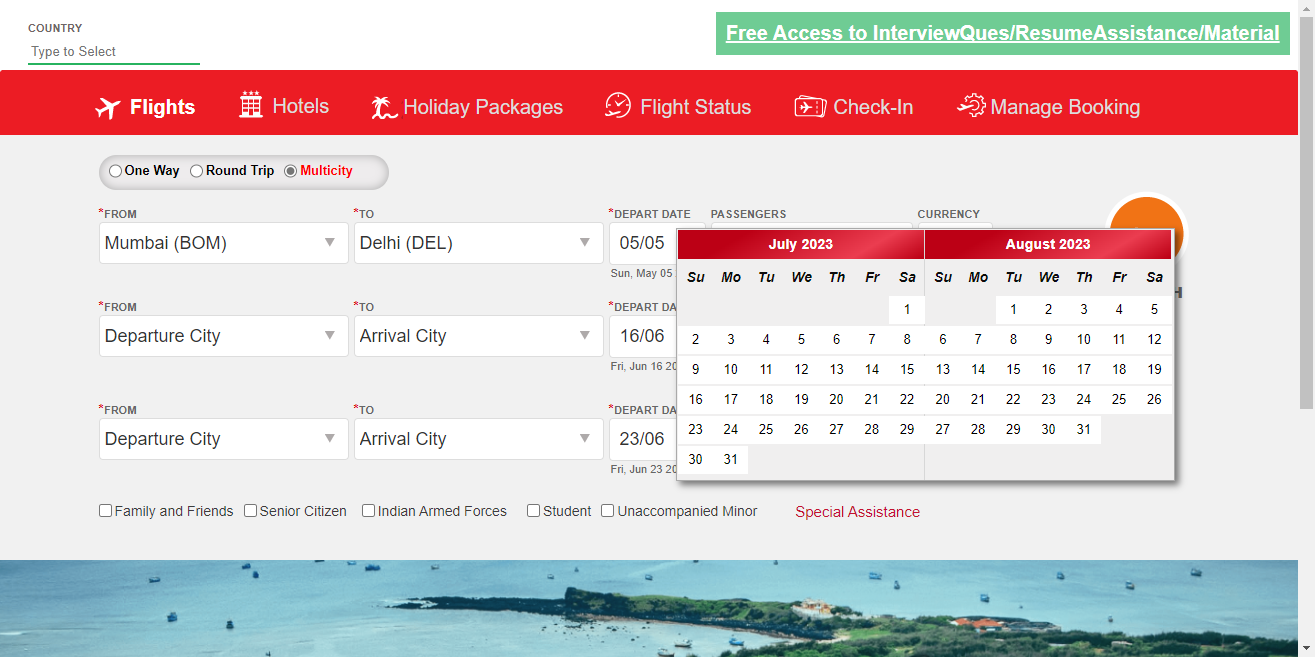 COUNTRY
Type to Select
Free Access to InterviewQues/ResumeAssistance/Material
Flights Hotels Holiday Packages Flight Status Check-In Manage Booking
One Way Round Trip Multicity
*FROM *TO *DEPART DATE PASSENGERS CURRENCY
Mumbai (BOM) Delhi (DEL) 05/05
Sun, May 05
*FROM *TO *DEPART DA
Departure City Arrival City 16/06
Fri, Jun 16 20
*FROM *TO *DEPART DA
Departure City Arrival City 23/06
Fri, Jun 23 20
July 2023 August 2023
Su Mo Tu We Th Fr Sa Su Mo Tu We Th Fr Sa
1 1 2 3 4 5
2 3 4 5 6 7 8 6 7 8 9 10 11 12
9 10 11 12 13 14 15 13 14 15 16 17 18 19
16 17 18 19 20 21 22 20 21 22 23 24 25 26
23 24 25 26 27 28 29 27 28 29 30 31
30 31
H
Family and Friends Senior Citizen Indian Armed Forces Student Unaccompanied Minor Special Assistance